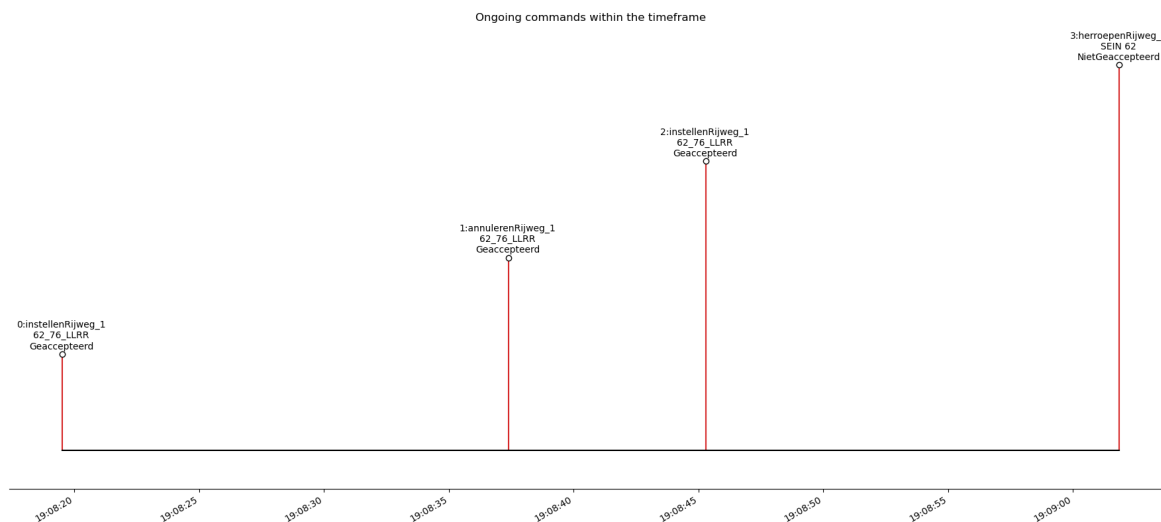 Ongoing commands within the timeframe
3:herroepenRijweg_
SEIN 62
NietGeaccepteerd
2:instellenRijweg_1
62_76_LLRR
Geaccepteerd
1:annulerenRijweg_1
62_76_LLRR
Geaccepteerd
0:instellenRijweg_1
62_76_LLRR
Geaccepteerd
19:08:20
19:08:25
19:08:30
19:08:35
19:08:40
19:08:45
19:08:50
19:08:55
19:09:00